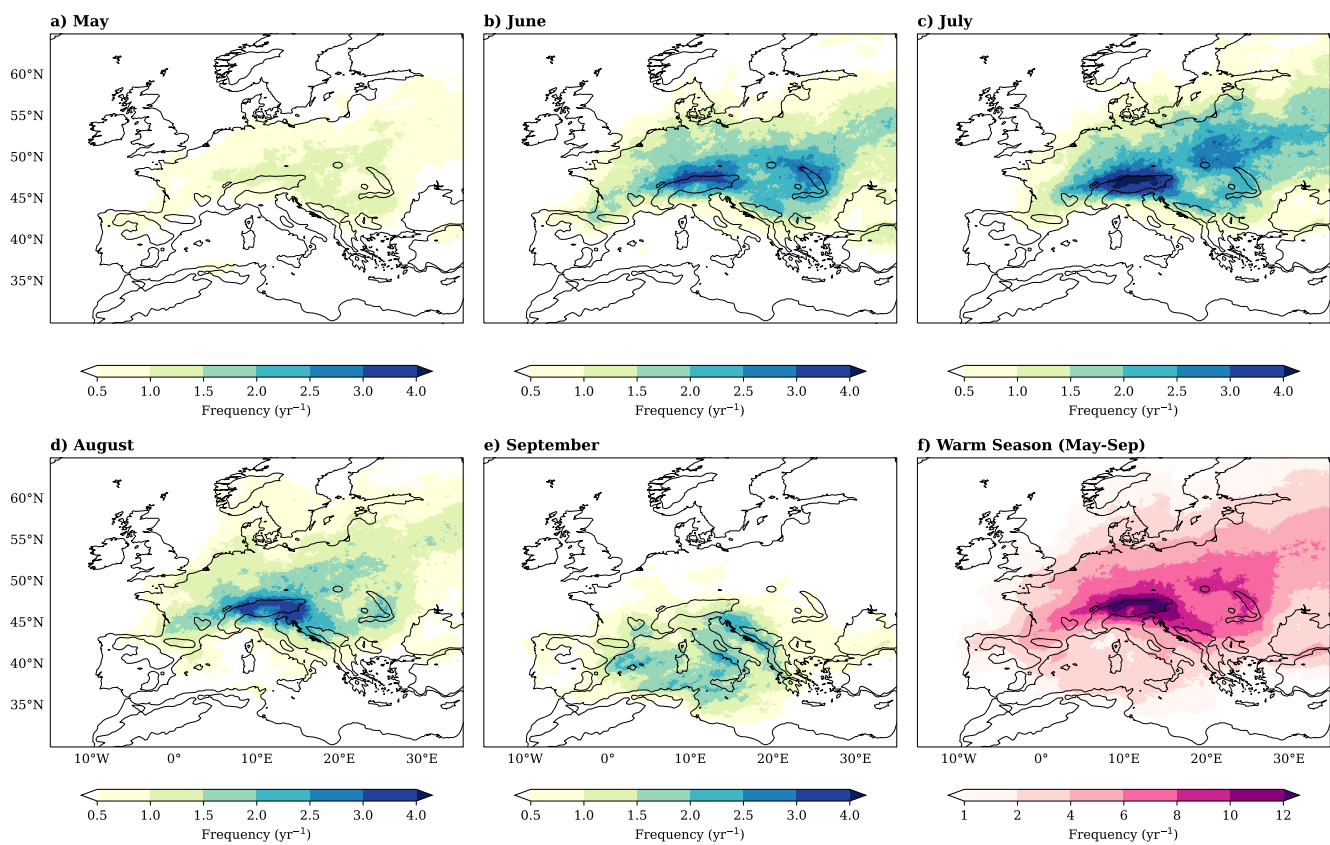 a) May
b) June
c) July
60°N
55°N
50°N
45°N
40°N
35°N
0.5 1.0 1.5 2.0 2.5 3.0 4.0
Frequency (yr⁻¹)
0.5 1.0 1.5 2.0 2.5 3.0 4.0
Frequency (yr⁻¹)
0.5 1.0 1.5 2.0 2.5 3.0 4.0
Frequency (yr⁻¹)
d) August
e) September
f) Warm Season (May-Sep)
60°N
55°N
50°N
45°N
40°N
35°N
10°W 0° 10°E 20°E 30°E
10°W 0° 10°E 20°E 30°E
10°W 0° 10°E 20°E 30°E
0.5 1.0 1.5 2.0 2.5 3.0 4.0
Frequency (yr⁻¹)
0.5 1.0 1.5 2.0 2.5 3.0 4.0
Frequency (yr⁻¹)
1 2 4 6 8 10 12
Frequency (yr⁻¹)